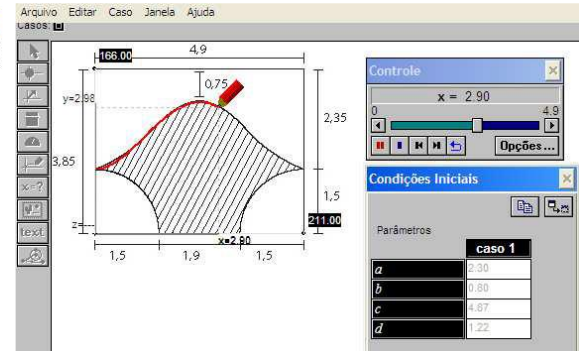 Arquivo Editar Caso Janela Ajuda
Casos:
166.00
4,9
0,75
y=2.98
2,35
3,85
1,5
211.00
z=---
x=2.90
1,5
1,9
1,5
x=?
text
Controle
x = 2.90
0
4.9
Opções...
Condições Iniciais
Parâmetros
caso 1
a 2.30
b 0.80
c 4.87
d 1.22